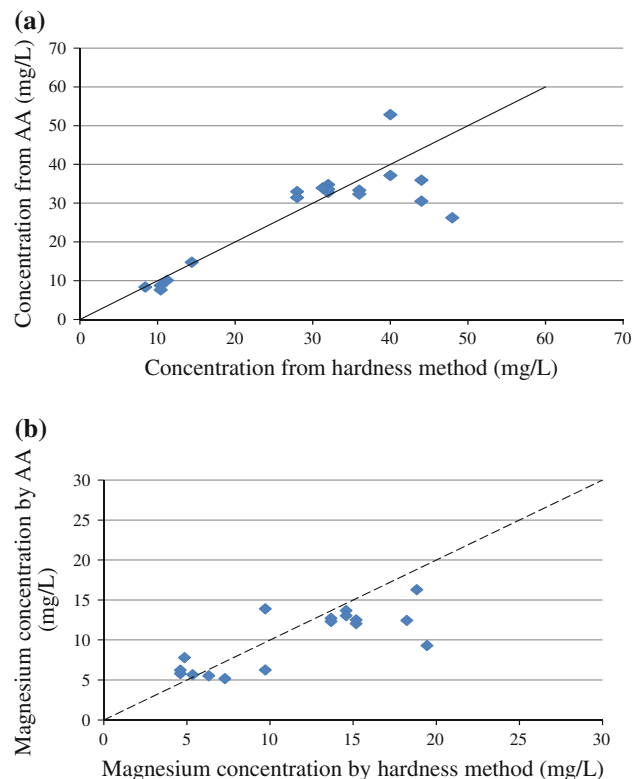 (a)
Concentration from AA (mg/L)
70
60
50
40
30
20
10
0
0 10 20 30 40 50 60 70
Concentration from hardness method (mg/L)
(b)
Magnesium concentration by AA
(mg/L)
30
25
20
15
10
5
0
0 5 10 15 20 25 30
Magnesium concentration by hardness method (mg/L)